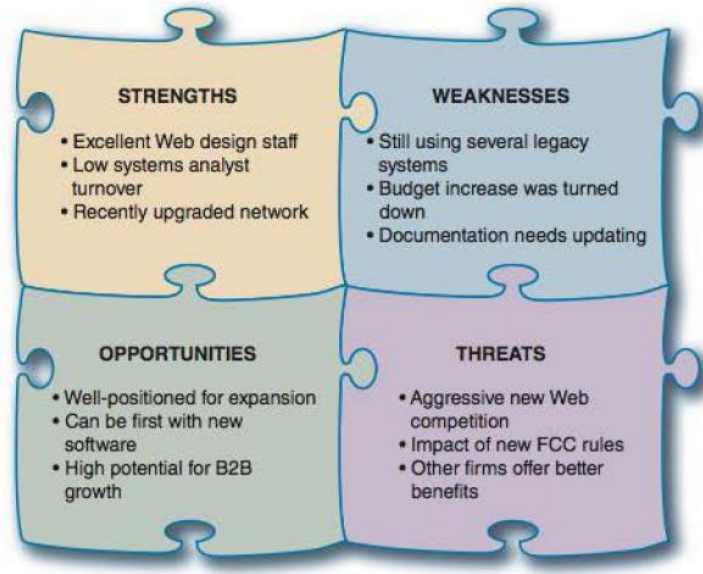 STRENGTHS
• Excellent Web design staff
• Low systems analyst
turnover
• Recently upgraded network
WEAKNESSES
• Still using several legacy
systems
• Budget increase was turned
down
• Documentation needs updating
OPPORTUNITIES
• Well-positioned for expansion
• Can be first with new
software
• High potential for B2B
growth
THREATS
• Aggressive new Web
competition
• Impact of new FCC rules
• Other firms offer better
benefits